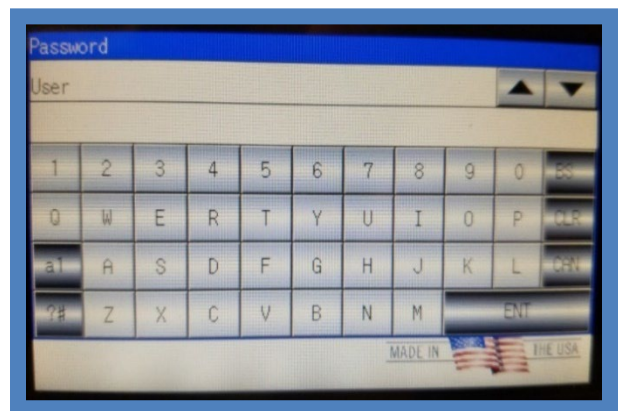 Password
User
1 2 3 4 5 6 7 8 9 0 BS
Q W E R T Y U I O P CLR
a1 A S D F G H J K L CAN
?# Z X C V B N M ENT
MADE IN THE USA